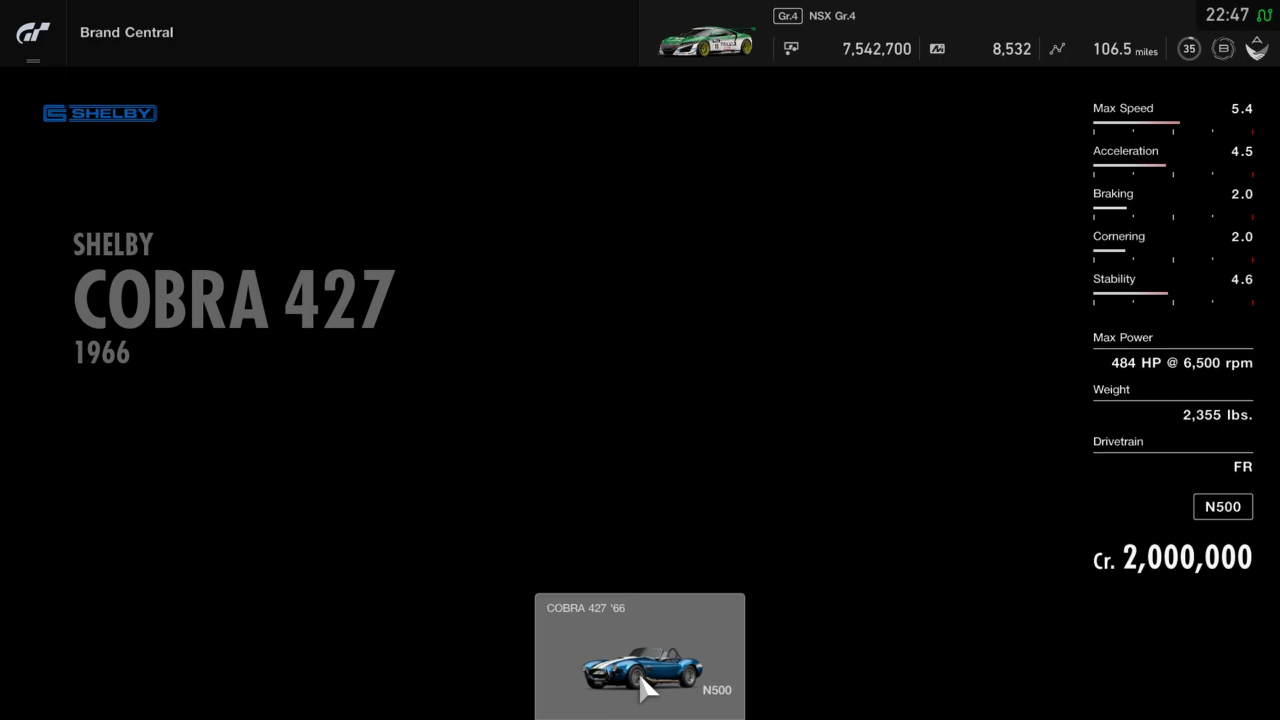 Brand Central
Gr.4 NSX Gr.4
7,542,700 8,532 106.5 miles 35 B A
22:47
SHELBY
SHELBY
COBRA 427
1966
Max Speed 5.4
Acceleration 4.5
Braking 2.0
Cornering 2.0
Stability 4.6
Max Power
484 HP @ 6,500 rpm
Weight
2,355 lbs.
Drivetrain
FR
N500
Cr. 2,000,000
COBRA 427 '66
N500